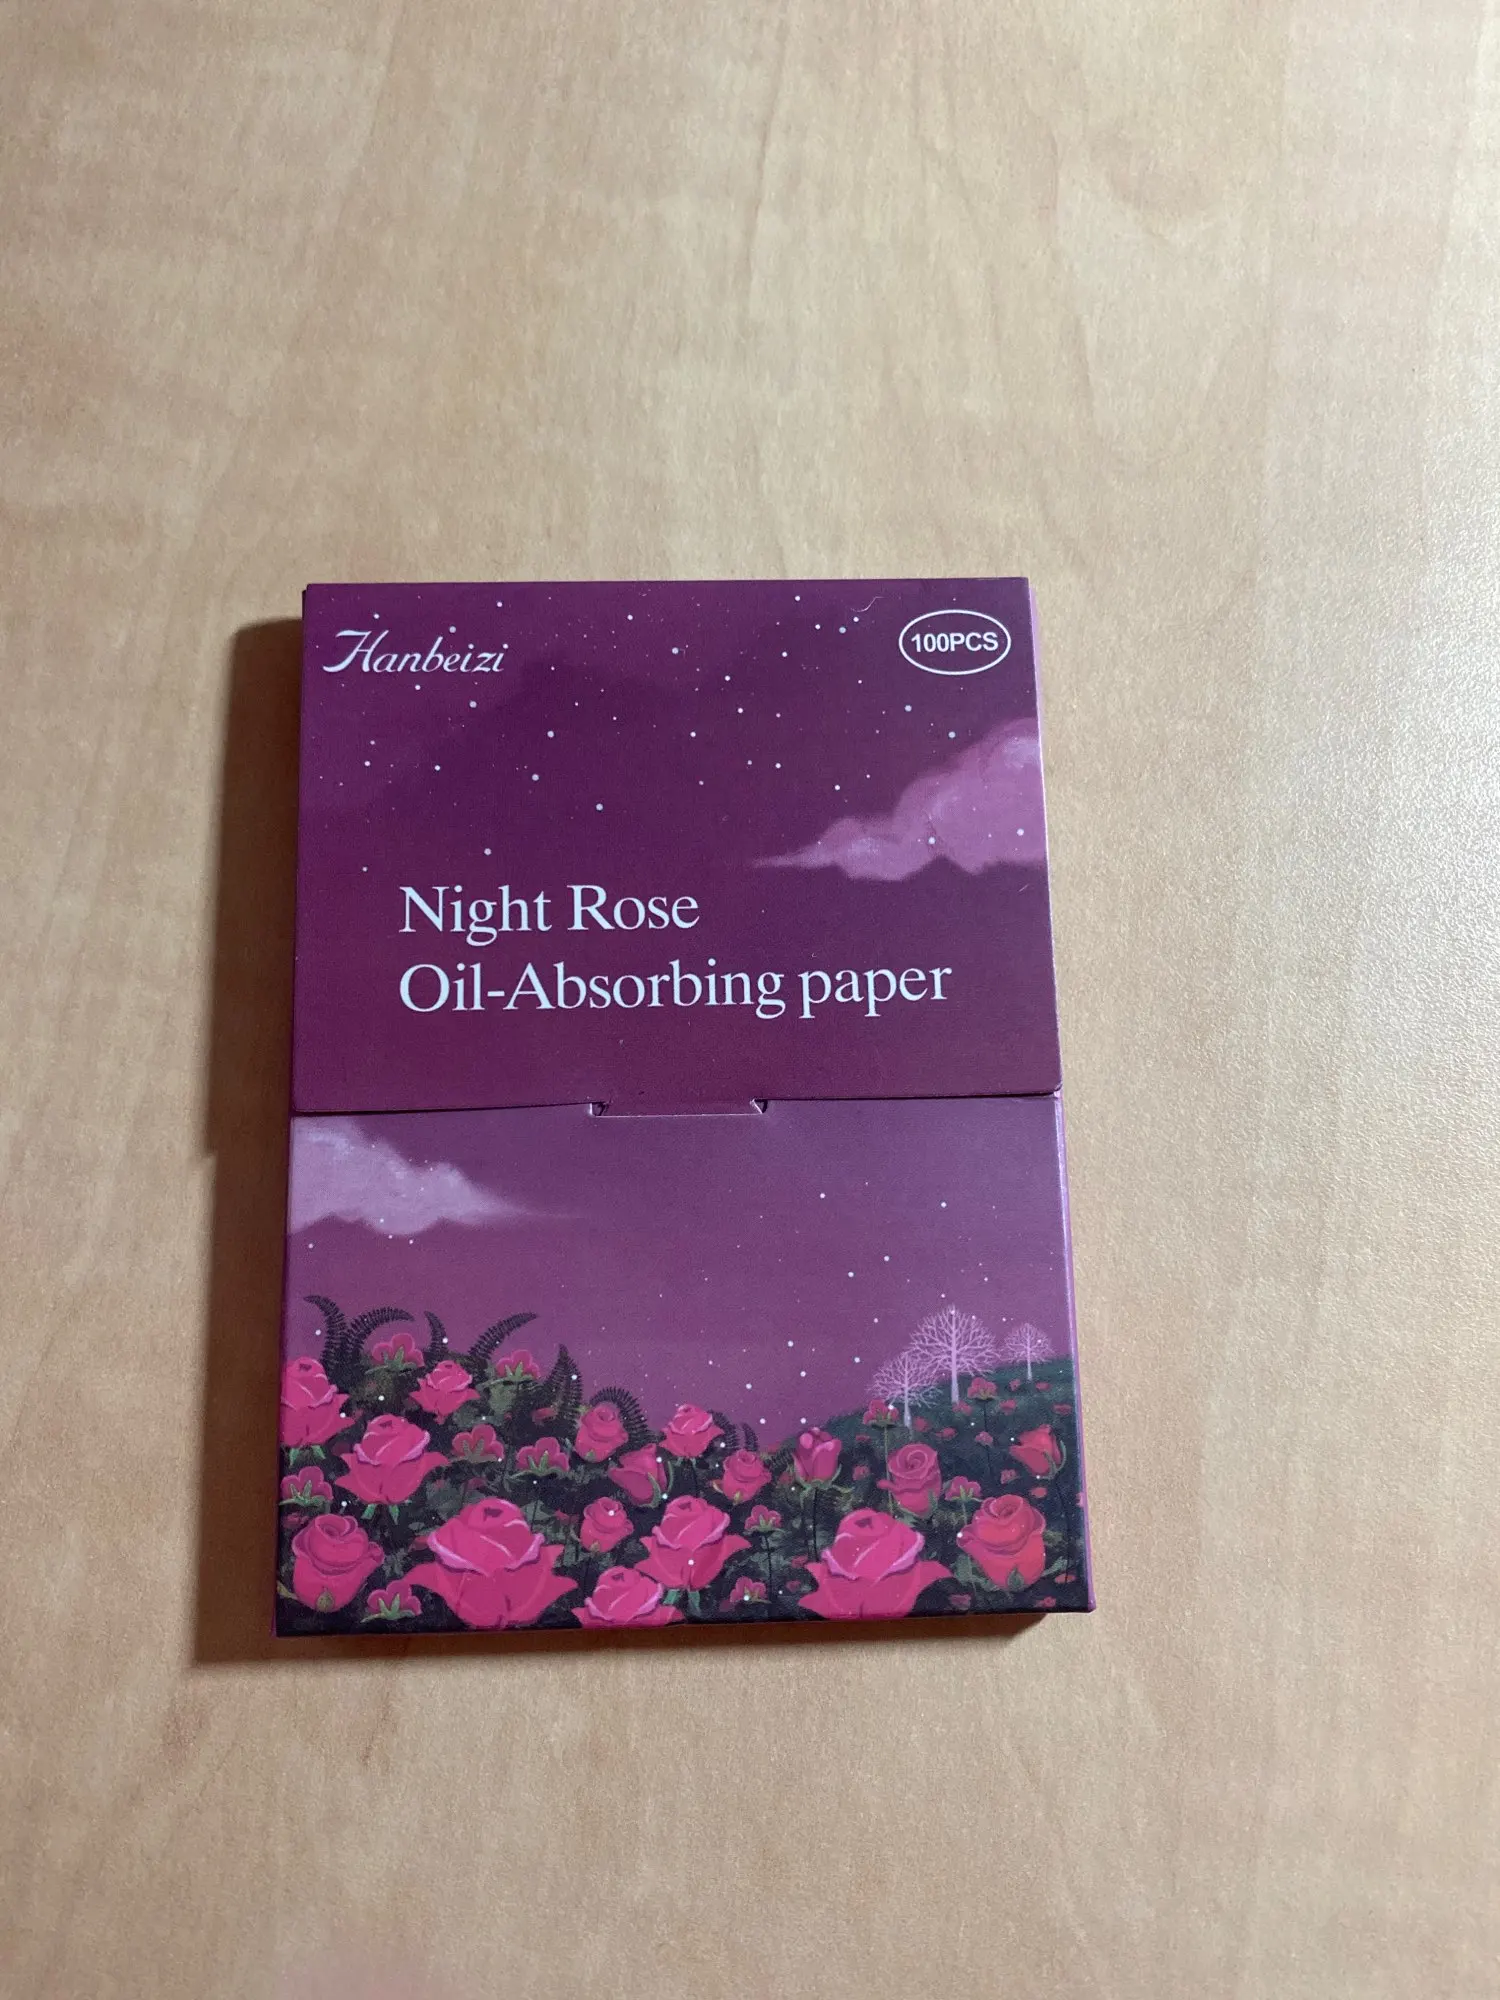 Hanbeizi
100PCS
Night Rose
Oil-Absorbing paper